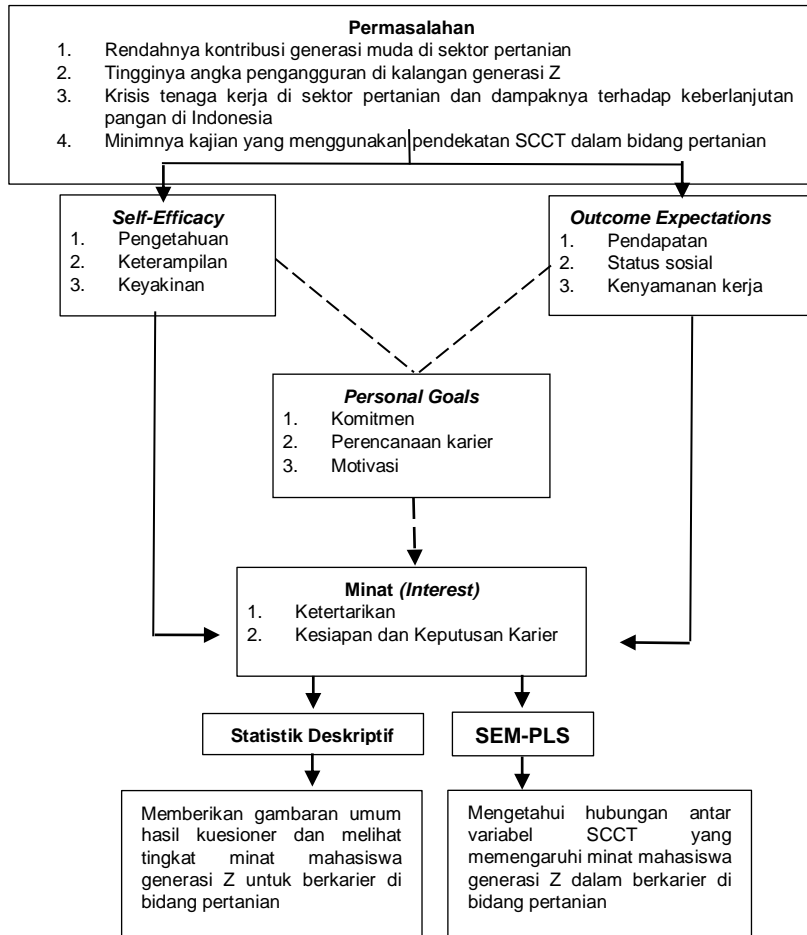 Permasalahan
1. Rendahnya kontribusi generasi muda di sektor pertanian
2. Tingginya angka pengangguran di kalangan generasi Z
3. Krisis tenaga kerja di sektor pertanian dan dampaknya terhadap keberlanjutan
pangan di Indonesia
4. Minimnya kajian yang menggunakan pendekatan SCCT dalam bidang pertanian
Self-Efficacy
1. Pengetahuan
2. Keterampilan
3. Keyakinan
Outcome Expectations
1. Pendapatan
2. Status sosial
3. Kenyamanan kerja
Personal Goals
1. Komitmen
2. Perencanaan karier
3. Motivasi
Minat (Interest)
1. Ketertarikan
2. Kesiapan dan Keputusan Karier
Statistik Deskriptif
SEM-PLS
Memberikan gambaran umum
hasil kuesioner dan melihat
tingkat minat mahasiswa
generasi Z untuk berkarier di
bidang pertanian
Mengetahui hubungan antar
variabel SCCT yang
memengaruhi minat mahasiswa
generasi Z dalam berkarier di
bidang pertanian